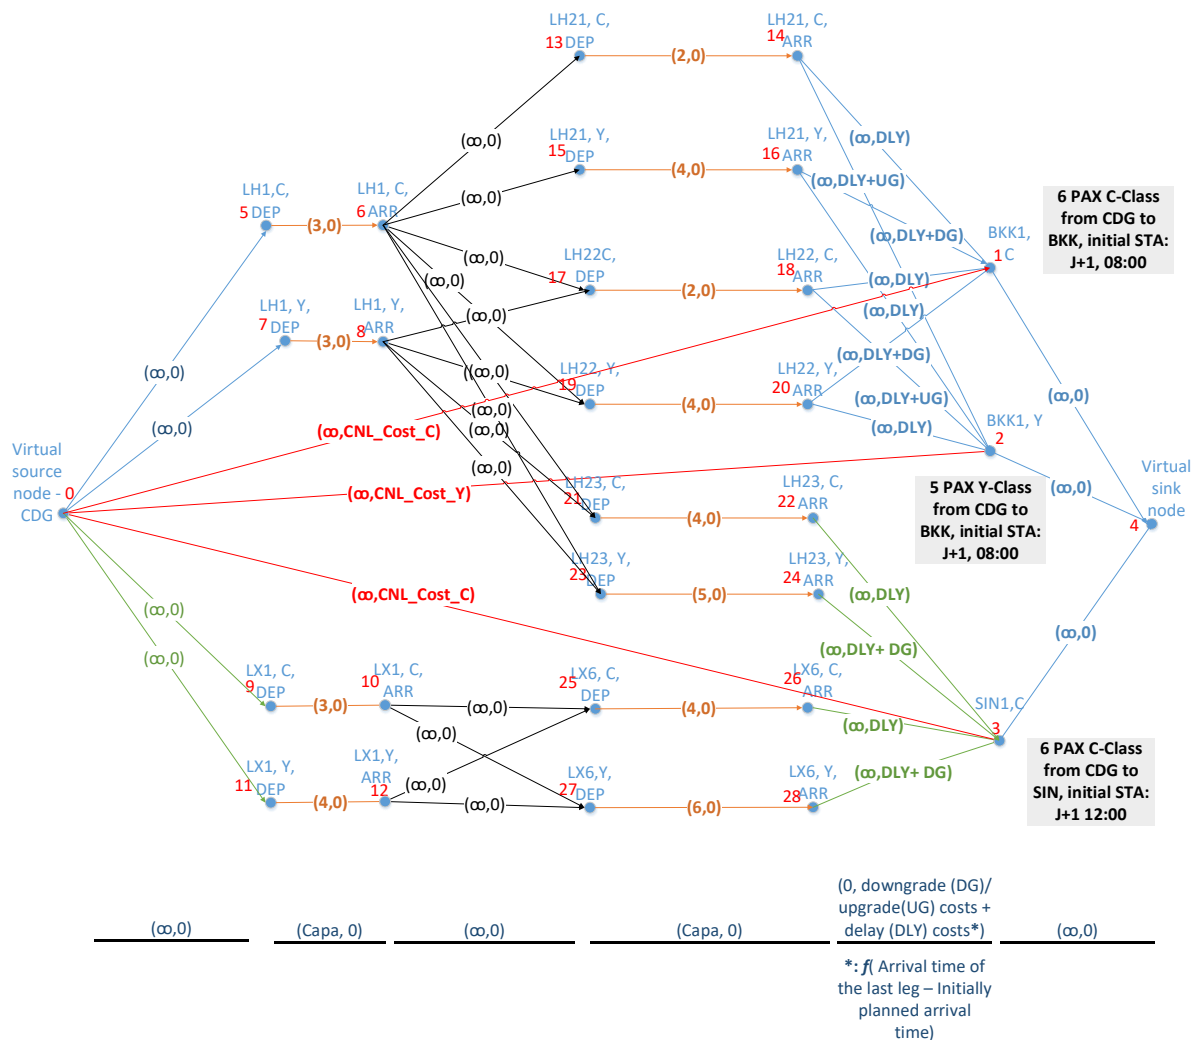 LH21, C,
13 DEP
LH21, C,
14 ARR
(2,0)
(∞,0)
(∞,DLY)
LH21, Y,
15 DEP
LH21, Y,
16 ARR
(4,0)
(∞,0)
(∞,DLY+UG)
6 PAX C-Class
from CDG to
BKK, initial STA:
J+1, 08:00
LH1,C,
5 DEP
(3,0)
LH1, C,
6 ARR
(∞,DLY+DG)
BKK1,
1 C
(∞,0)
LH22C,
17 DEP
(2,0)
LH22, C,
18 ARR
(∞,DLY)
(∞,0)
(∞,0)
(∞,DLY)
LH1, Y,
7 DEP
(3,0)
LH1, Y,
8 ARR
(∞,0)
(∞,DLY+DG)
(∞,0)
(∞,0)
(∞,0)
LH22,Y,
19 DEP
(4,0)
LH22, Y,
20 ARR
(∞,DLY+UG)
(∞,0)
(∞,0)
(∞,0)
(∞,0)
(∞,CNL_Cost_C)
(∞,DLY)
BKK1, Y
2
(∞,0)
Virtual
source
node - 0
CDG
(∞,CNL_Cost_Y)
LH23, C,
21 DEP
(4,0)
LH23, C,
22 ARR
5 PAX Y-Class
from CDG to
BKK, initial STA:
J+1, 08:00
(∞,0)
Virtual
sink
4 node
LH23, Y,
23 DEP
(5,0)
LH23, Y,
24 ARR
(∞,CNL_Cost_C)
(∞,DLY)
(∞,0)
(∞,0)
(∞,0)
(∞,DLY+ DG)
LX1, C,
9 DEP
(3,0)
LX1, C,
10 ARR
(∞,0)
25 LX6, C,
DEP
(4,0)
LX6, C,
26 ARR
SIN1,C
3
(∞,0)
(∞,DLY)
LX1, Y,
11 DEP
(4,0)
LX1,Y,
ARR
12
(∞,0)
(∞,0)
LX6,Y,
27 DEP
(6,0)
LX6, Y,
28 ARR
(∞,DLY+ DG)
6 PAX C-Class
from CDG to
SIN, initial STA:
J+1 12:00
(∞,0)
(Capa, 0)
(∞,0)
(Capa, 0)
(0, downgrade (DG)/
upgrade(UG) costs +
delay (DLY) costs*)
(∞,0)
*: f( Arrival time of
the last leg – Initially
planned arrival
time)